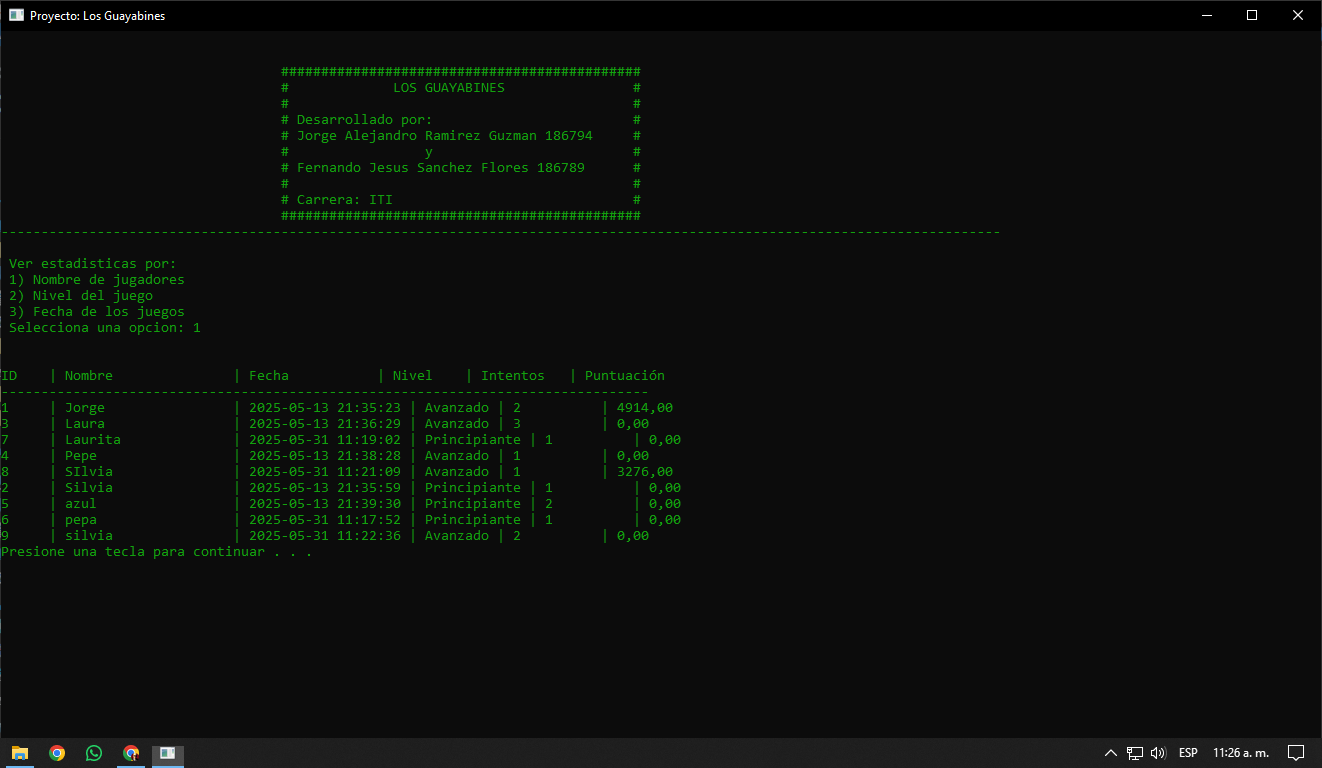 Proyecto: Los Guayabines
#############################################
# LOS GUAYABINES #
# #
# Desarrollado por: #
# Jorge Alejandro Ramirez Guzman 186794 #
# y #
# Fernando Jesus Sanchez Flores 186789 #
# #
# Carrera: ITI #
#############################################
-----------------------------------------------------------------------------------------------------------------------------
Ver estadisticas por:
1) Nombre de jugadores
2) Nivel del juego
3) Fecha de los juegos
Selecciona una opcion: 1
ID | Nombre | Fecha | Nivel | Intentos | Puntuación
---------------------------------------------------------------------------------
1 | Jorge | 2025-05-13 21:35:23 | Avanzado | 2 | 4914,00
3 | Laura | 2025-05-13 21:36:29 | Avanzado | 3 | 0,00
7 | Laurita | 2025-05-31 11:19:02 | Principiante | 1 | 0,00
4 | Pepe | 2025-05-13 21:38:28 | Avanzado | 1 | 0,00
8 | SIlvia | 2025-05-31 11:21:09 | Avanzado | 1 | 3276,00
2 | Silvia | 2025-05-13 21:35:59 | Principiante | 1 | 0,00
5 | azul | 2025-05-13 21:39:30 | Principiante | 2 | 0,00
6 | pepa | 2025-05-31 11:17:52 | Principiante | 1 | 0,00
9 | silvia | 2025-05-31 11:22:36 | Avanzado | 2 | 0,00
Presione una tecla para continuar . . .
ESP 11:26 a. m.